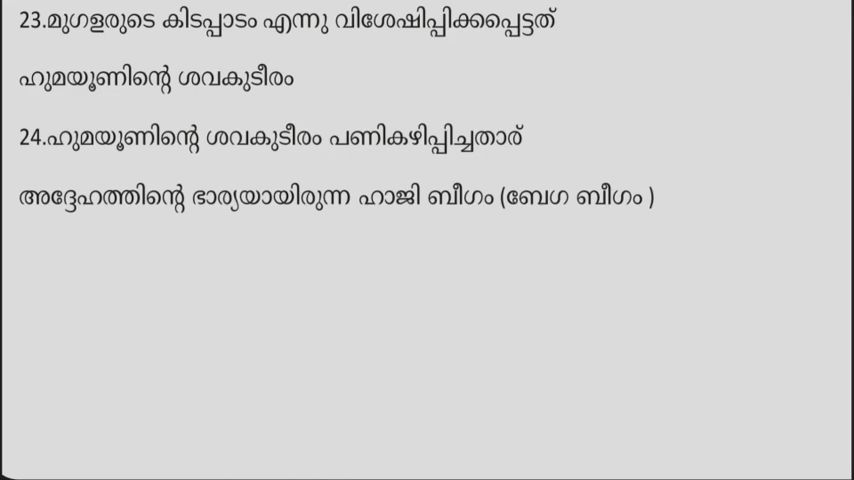 23.മുഗളരുടെ കിടപ്പാടം എന്നു വിശേഷിപ്പിക്കപ്പെട്ടത്
ഹുമയൂണിന്റെ ശവകുടീരം
24.ഹുമയൂണിന്റെ ശവകുടീരം പണികഴിപ്പിച്ചതാര്
അദ്ദേഹത്തിന്റെ ഭാര്യയായിരുന്ന ഹാജി ബീഗം (ബേഗ ബീഗം )